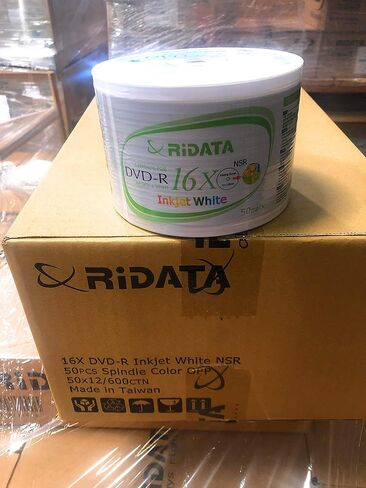 RiDATA
DVD-R 16X
NSR
Inkjet White
50
RiDATA
16X DVD-R Inkjet White NSR
50PCS Spindle Color OPP
50x12/600CTN
Made in Taiwan
RiDATA